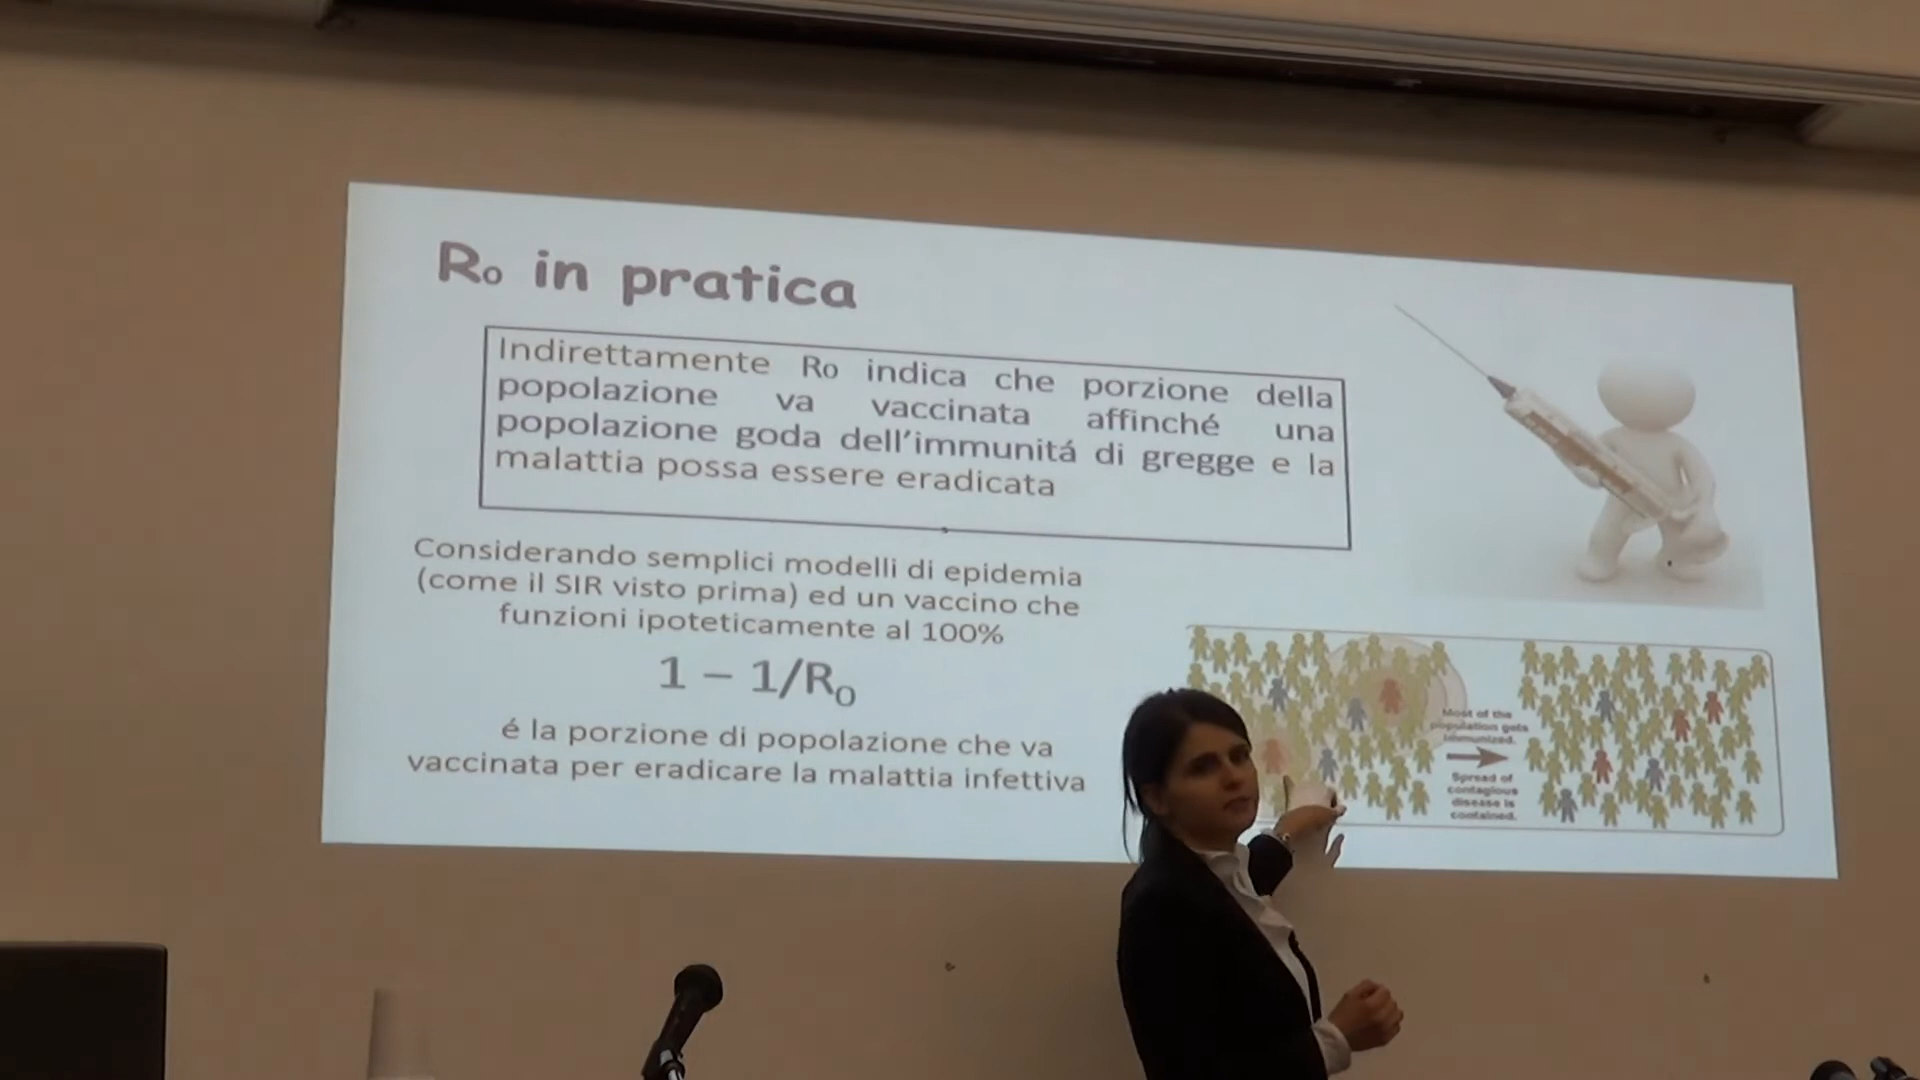 R₀ in pratica
Indirettamente R₀ indica che porzione della
popolazione va vaccinata affinché una
popolazione goda dell'immunitá di gregge e la
malattia possa essere eradicata
Considerando semplici modelli di epidemia
(come il SIR visto prima) ed un vaccino che
funzioni ipoteticamente al 100%
1 – 1/R₀
é la porzione di popolazione che va
vaccinata per eradicare la malattia infettiva
Most of the
population gets
immunized.
Spread of
contagious
disease is
contained.